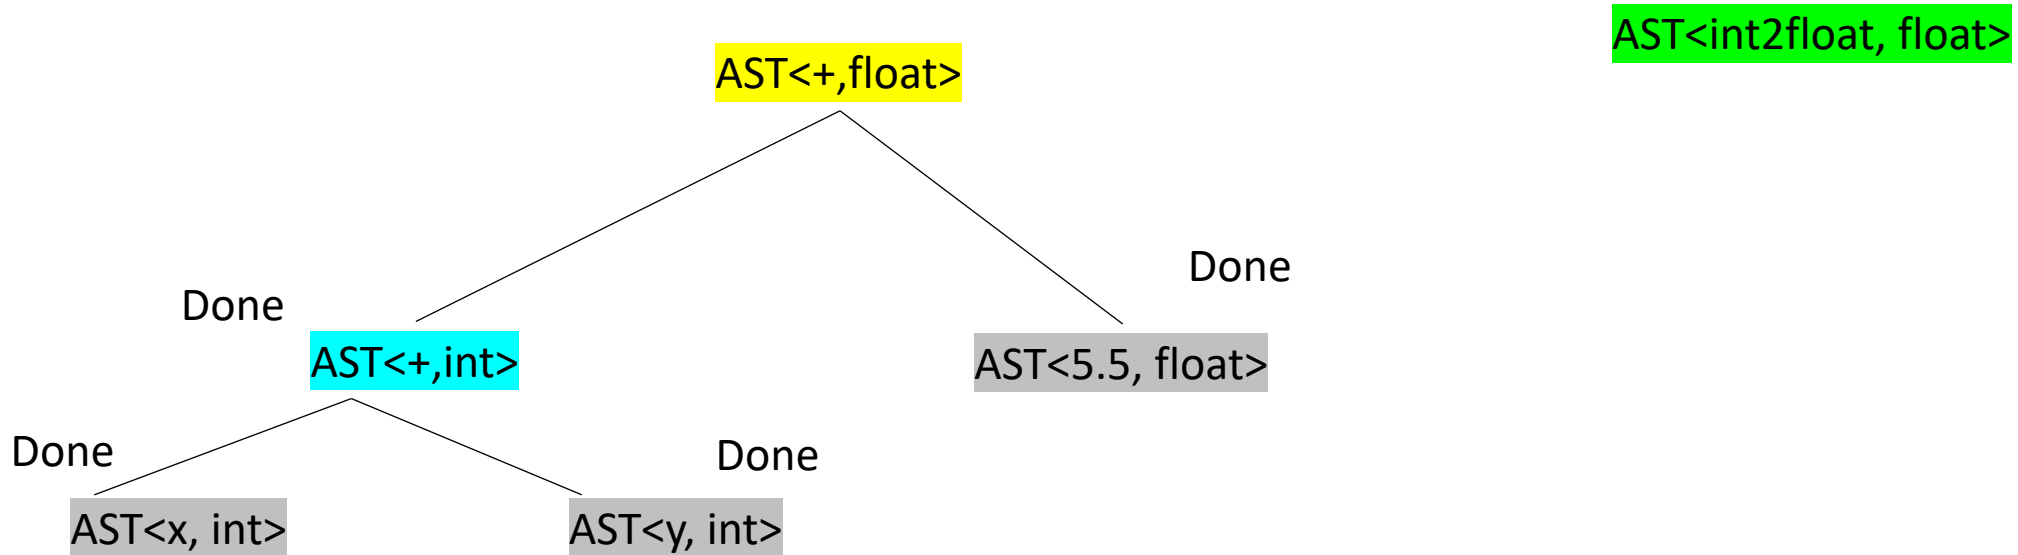 AST<int2float, float>
AST<+,float>
Done
Done
AST<+,int>
AST<5.5, float>
Done
Done
AST<x, int>
AST<y, int>